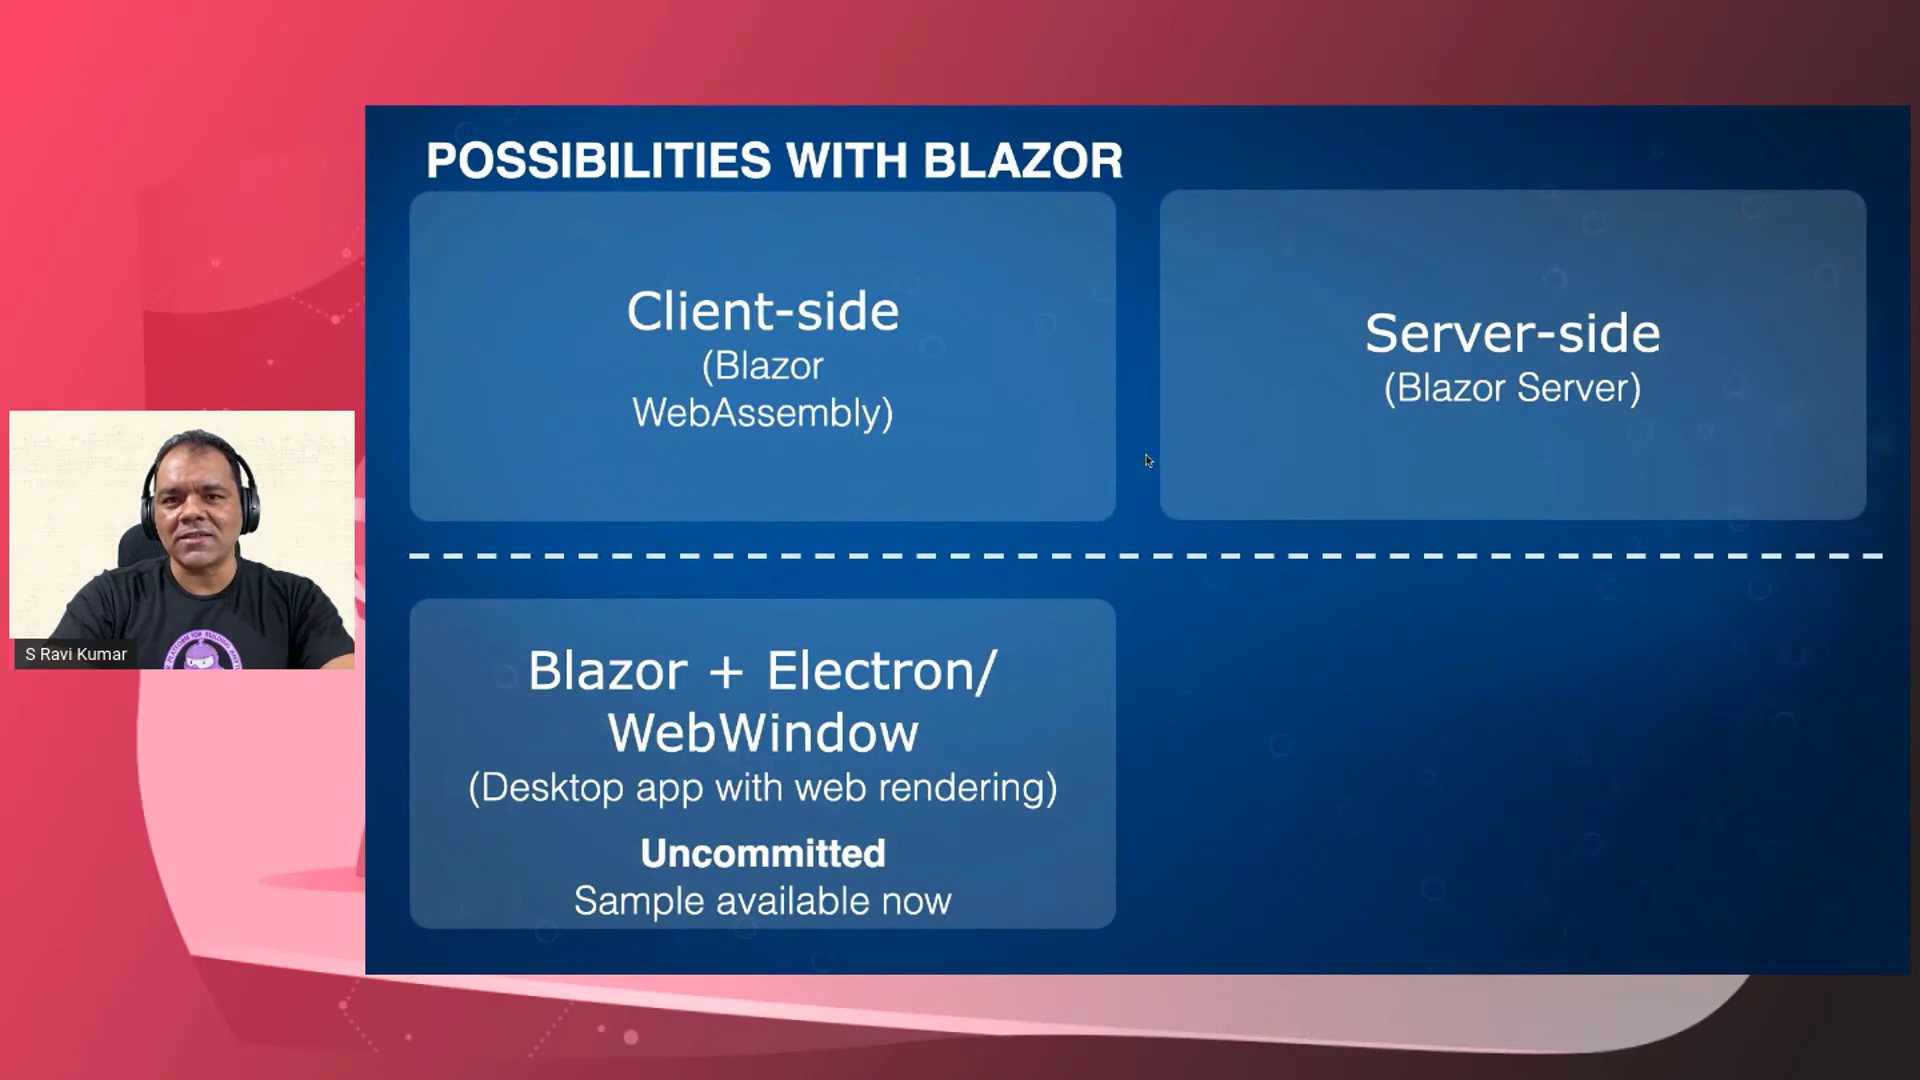 POSSIBILITIES WITH BLAZOR
Client-side
(Blazor
WebAssembly)
Server-side
(Blazor Server)
Blazor + Electron/
WebWindow
(Desktop app with web rendering)
Uncommitted
Sample available now
S Ravi Kumar